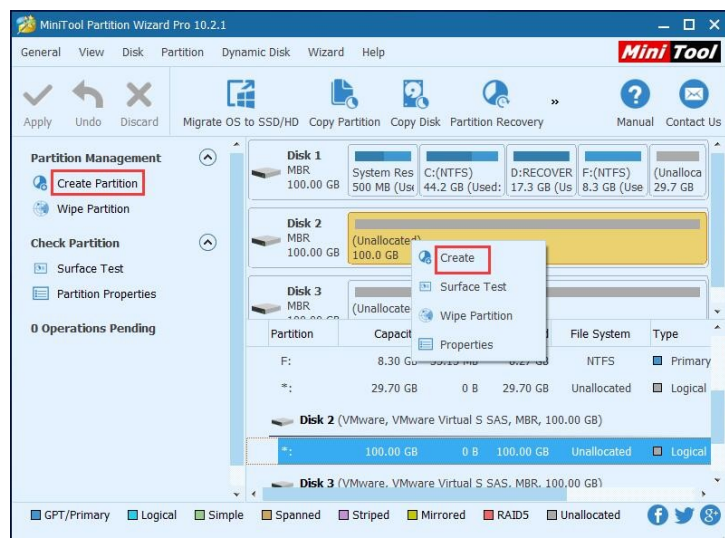 MiniTool Partition Wizard Pro 10.2.1
General View Disk Partition Dynamic Disk Wizard Help
Mini Tool
Apply Undo Discard Migrate OS to SSD/HD Copy Partition Copy Disk Partition Recovery » Manual Contact Us
Partition Management
Create Partition
Wipe Partition
Check Partition
Surface Test
Partition Properties
0 Operations Pending
Disk 1
MBR
100.00 GB
System Res C:(NTFS) D:RECOVER F:(NTFS) (Unalloca
500 MB (Use 44.2 GB (Used: 17.3 GB (Us 8.3 GB (Use 29.7 GB
Disk 2
MBR
100.00 GB
(Unallocated)
100.0 GB
Create
Surface Test
Wipe Partition
Properties
Disk 3
MBR
(Unallocate
Partition Capacit File System Type
F: 8.30 GB NTFS Primary
*: 29.70 GB 0 B 29.70 GB Unallocated Logical
Disk 2 (VMware, VMware Virtual S SAS, MBR, 100.00 GB)
*: 100.00 GB 0 B 100.00 GB Unallocated Logical
Disk 3 (VMware, VMware Virtual S SAS, MBR, 100.00 GB)
GPT/Primary Logical Simple Spanned Striped Mirrored RAID5 Unallocated